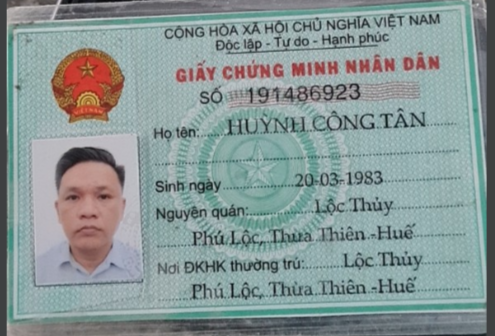 CỘNG HÒA XÃ HỘI CHỦ NGHĨA VIỆT NAM
Độc lập - Tự do - Hạnh phúc
GIẤY CHỨNG MINH NHÂN DÂN
SỐ 191486923
Họ tên: HUỲNH CÔNG TÂN
Sinh ngày 20-03-1983
Nguyên quán: Lộc Thủy
Phú Lộc, Thừa Thiên -Huế
Nơi ĐKHK thường trú: Lộc Thủy
Phú Lộc, Thừa Thiên -Huế